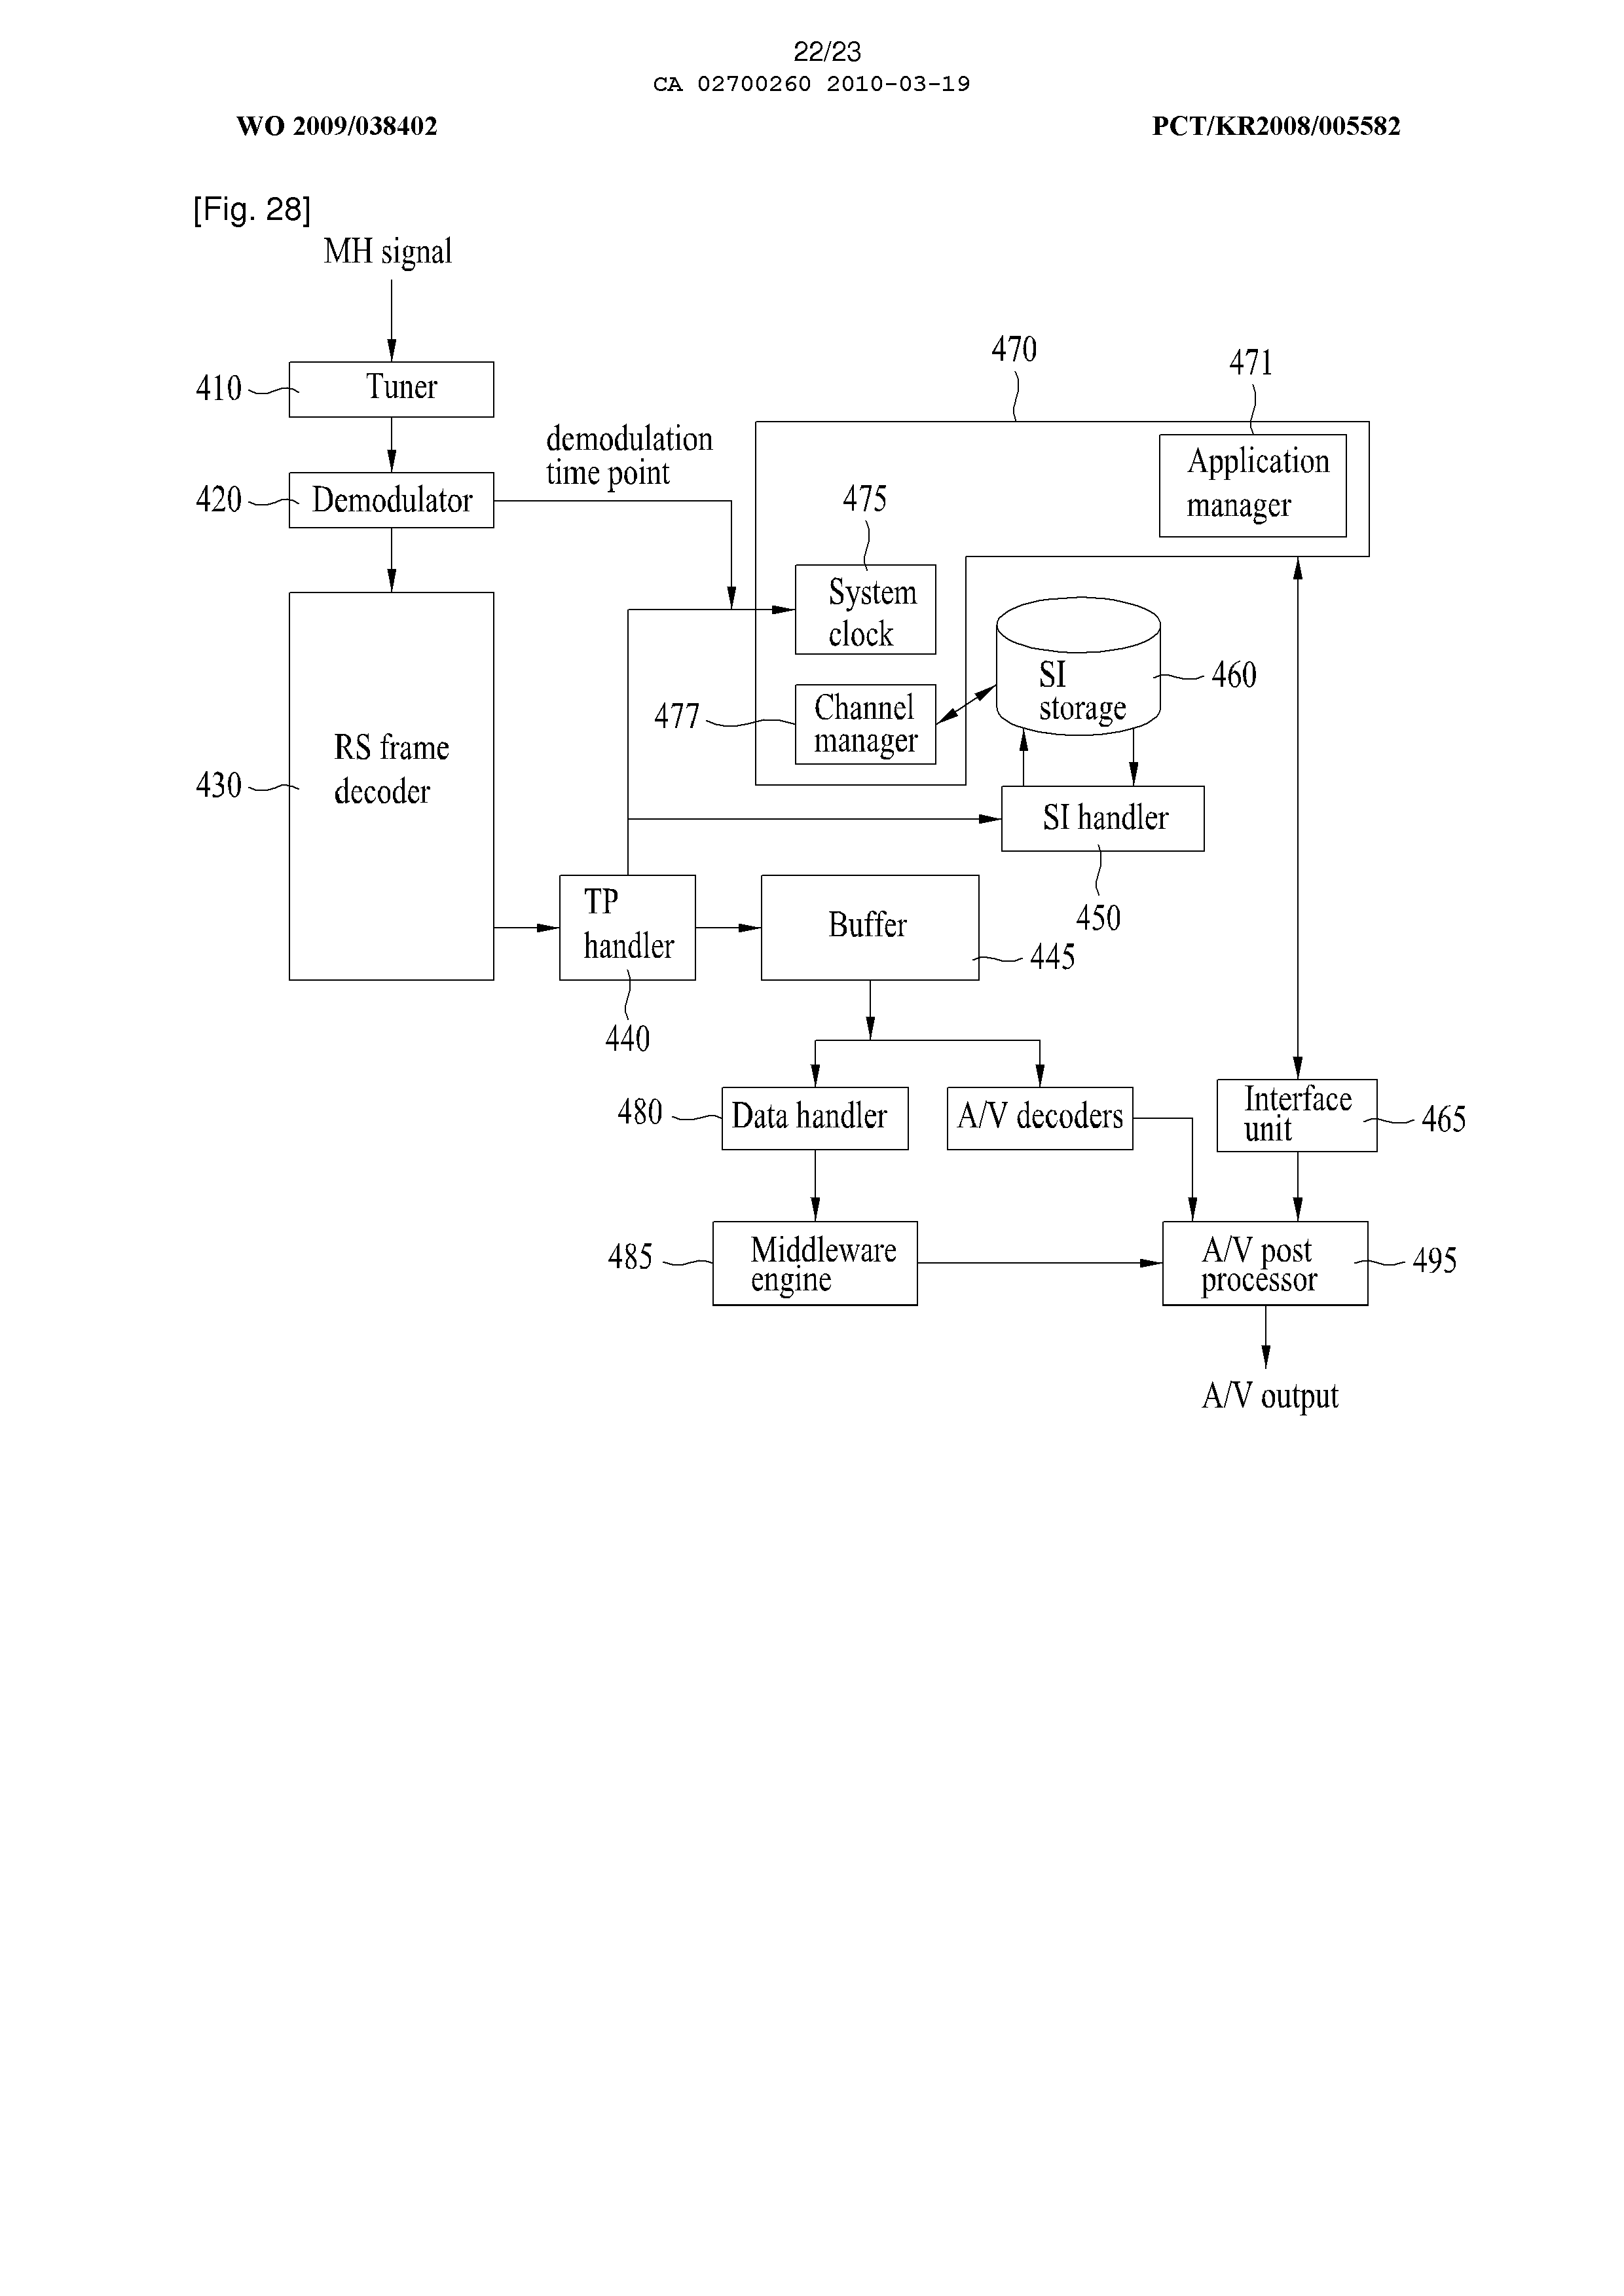 22/23
CA 02700260 2010-03-19
WO 2009/038402
PCT/KR2008/005582
[Fig. 28]
MH signal
470
471
410
Tuner
demodulation
time point
Application
manager
475
420
Demodulator
System
clock
SI
storage
460
477
Channel
manager
RS frame
decoder
430
SI handler
TP
handler
Buffer
450
445
440
480
Data handler
A/V decoders
Interface
unit
465
485
Middleware
engine
A/V post
processor
495
A/V output